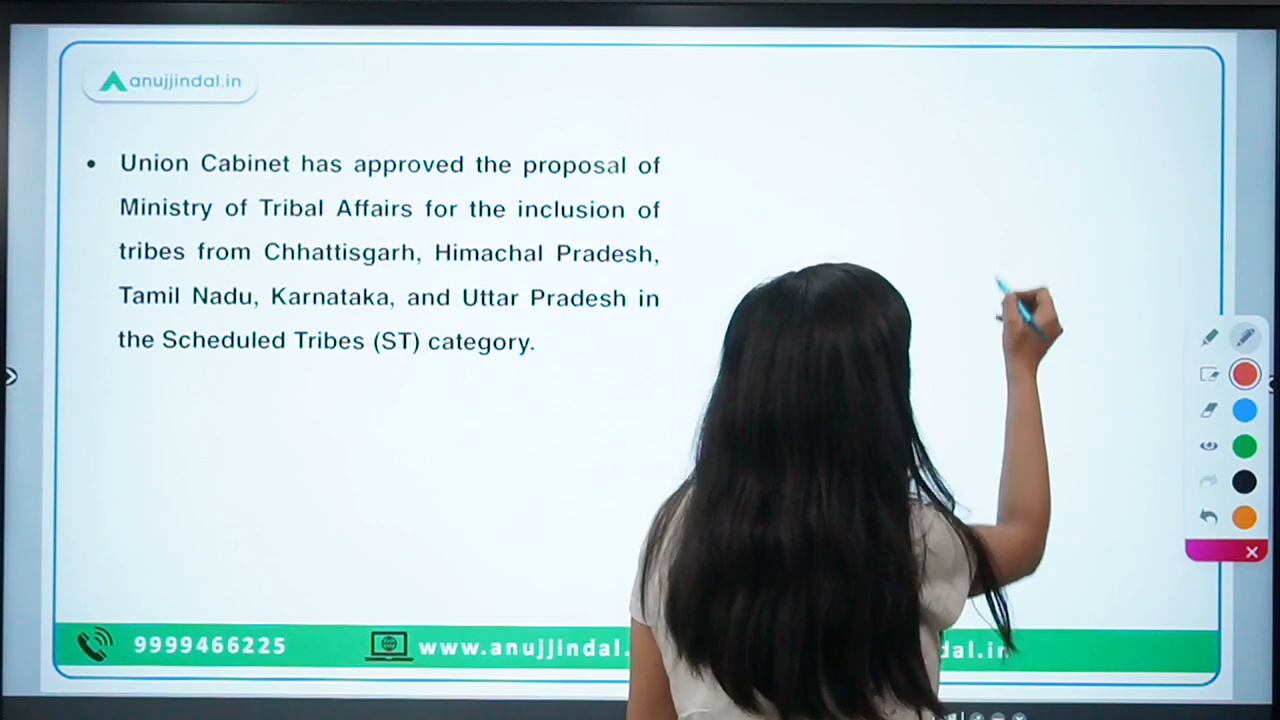 anujjindal.in
• Union Cabinet has approved the proposal of
Ministry of Tribal Affairs for the inclusion of
tribes from Chhattisgarh, Himachal Pradesh,
Tamil Nadu, Karnataka, and Uttar Pradesh in
the Scheduled Tribes (ST) category.
9999466225
www.anujjindal.
dal.in